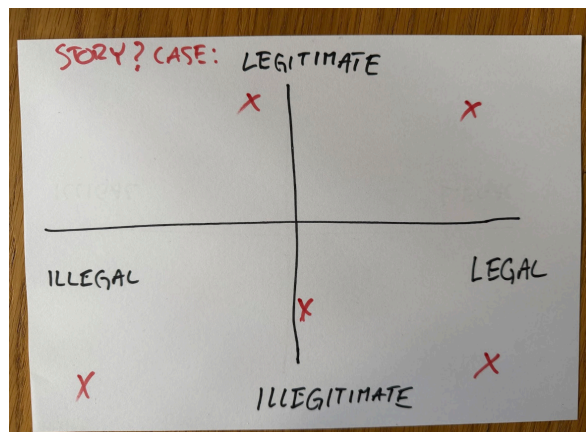 STORY? CASE:
LEGITIMATE
X
X
ILLEGAL
LEGAL
X
X
X
ILLEGITIMATE